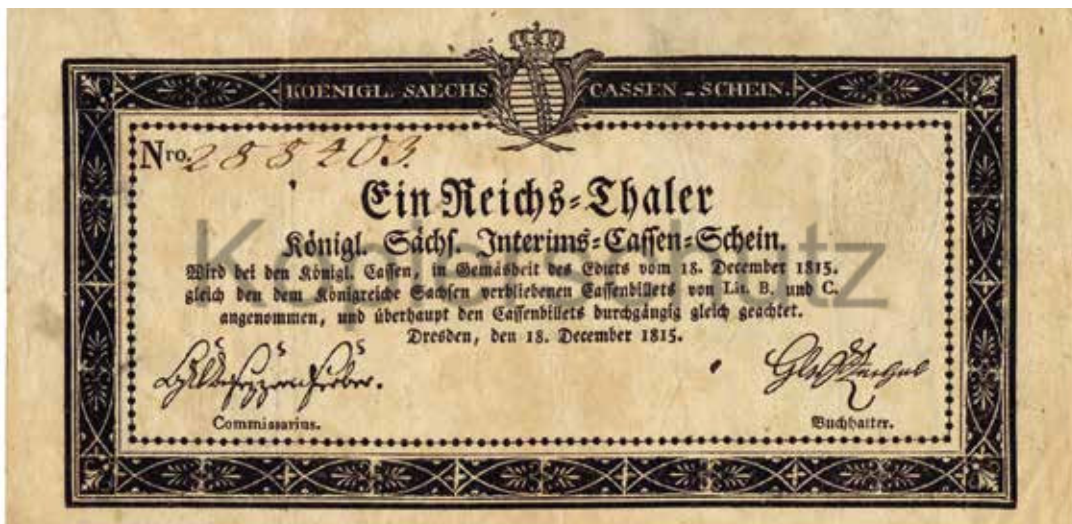 KOENIGL. SAECHS. CASSEN - SCHEIN.
Nro. 288203.
Ein Reichs-Thaler
Königl. Sächs. Interims-Cassen-Schein.
Wird bei den Königl. Cassen, in Gemäsheit des Edicts vom 18. December 1815.
gleich den dem Königreiche Sachsen verbliebenen Cassenbillets von Lit. B. und C.
angenommen, und überhaupt den Cassenbillets durchgängig gleich geachtet.
Dresden, den 18. December 1815.
Commissarius.
Buchhalter.